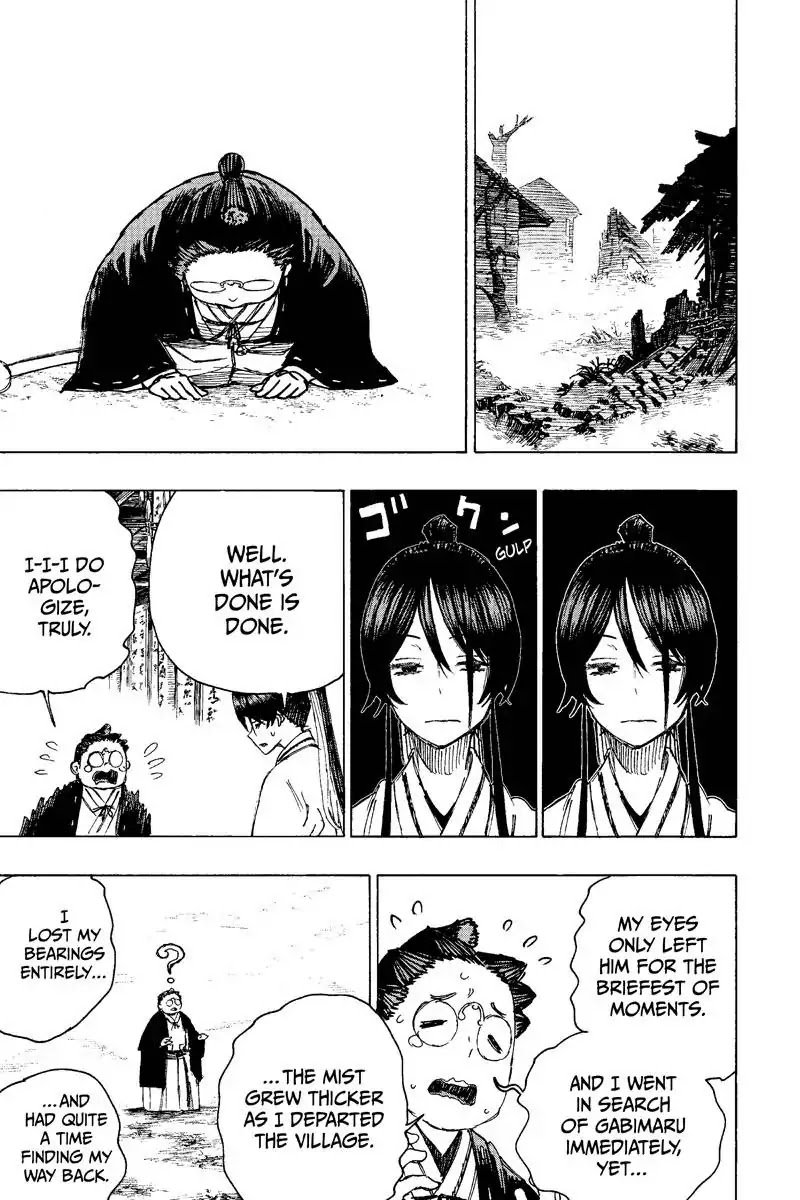 ゴクン
GULP
WELL.
WHAT'S
DONE IS
DONE.
I-I-I DO
APOLO-
GIZE,
TRULY.
MY EYES
ONLY LEFT
HIM FOR THE
BRIEFEST OF
MOMENTS.
AND I WENT
IN SEARCH
OF GABIMARU
IMMEDIATELY,
YET...
...THE MIST
GREW THICKER
AS I DEPARTED
THE VILLAGE.
?
I
LOST MY
BEARINGS
ENTIRELY...
...AND
HAD QUITE
A TIME
FINDING MY
WAY BACK.